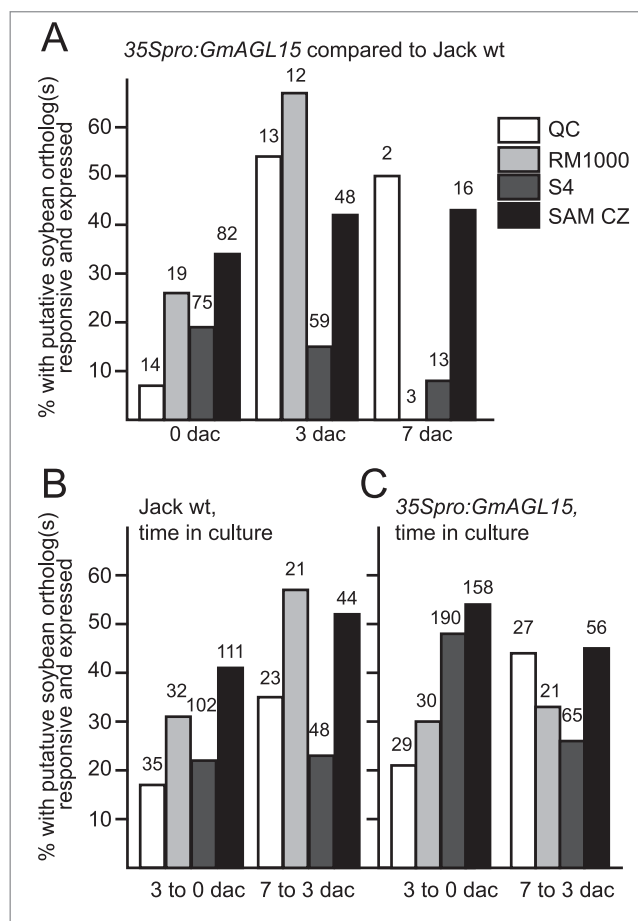 A
35Spro:GmAGL15 compared to Jack wt
% with putative soybean ortholog(s)
responsive and expressed
60
50
40
30
20
10
14
19
75
82
13
12
59
48
2
3
13
16
0 dac
3 dac
7 dac
QC
RM1000
S4
SAM CZ
B
Jack wt,
time in culture
% with putatuve soybean ortholog(s)
responsive and expressed
60
50
40
30
20
10
35
32
102
111
23
21
48
44
3 to 0 dac
7 to 3 dac
C
35Spro:GmAGL15,
time in culture
29
30
190
158
27
21
65
56
3 to 0 dac
7 to 3 dac